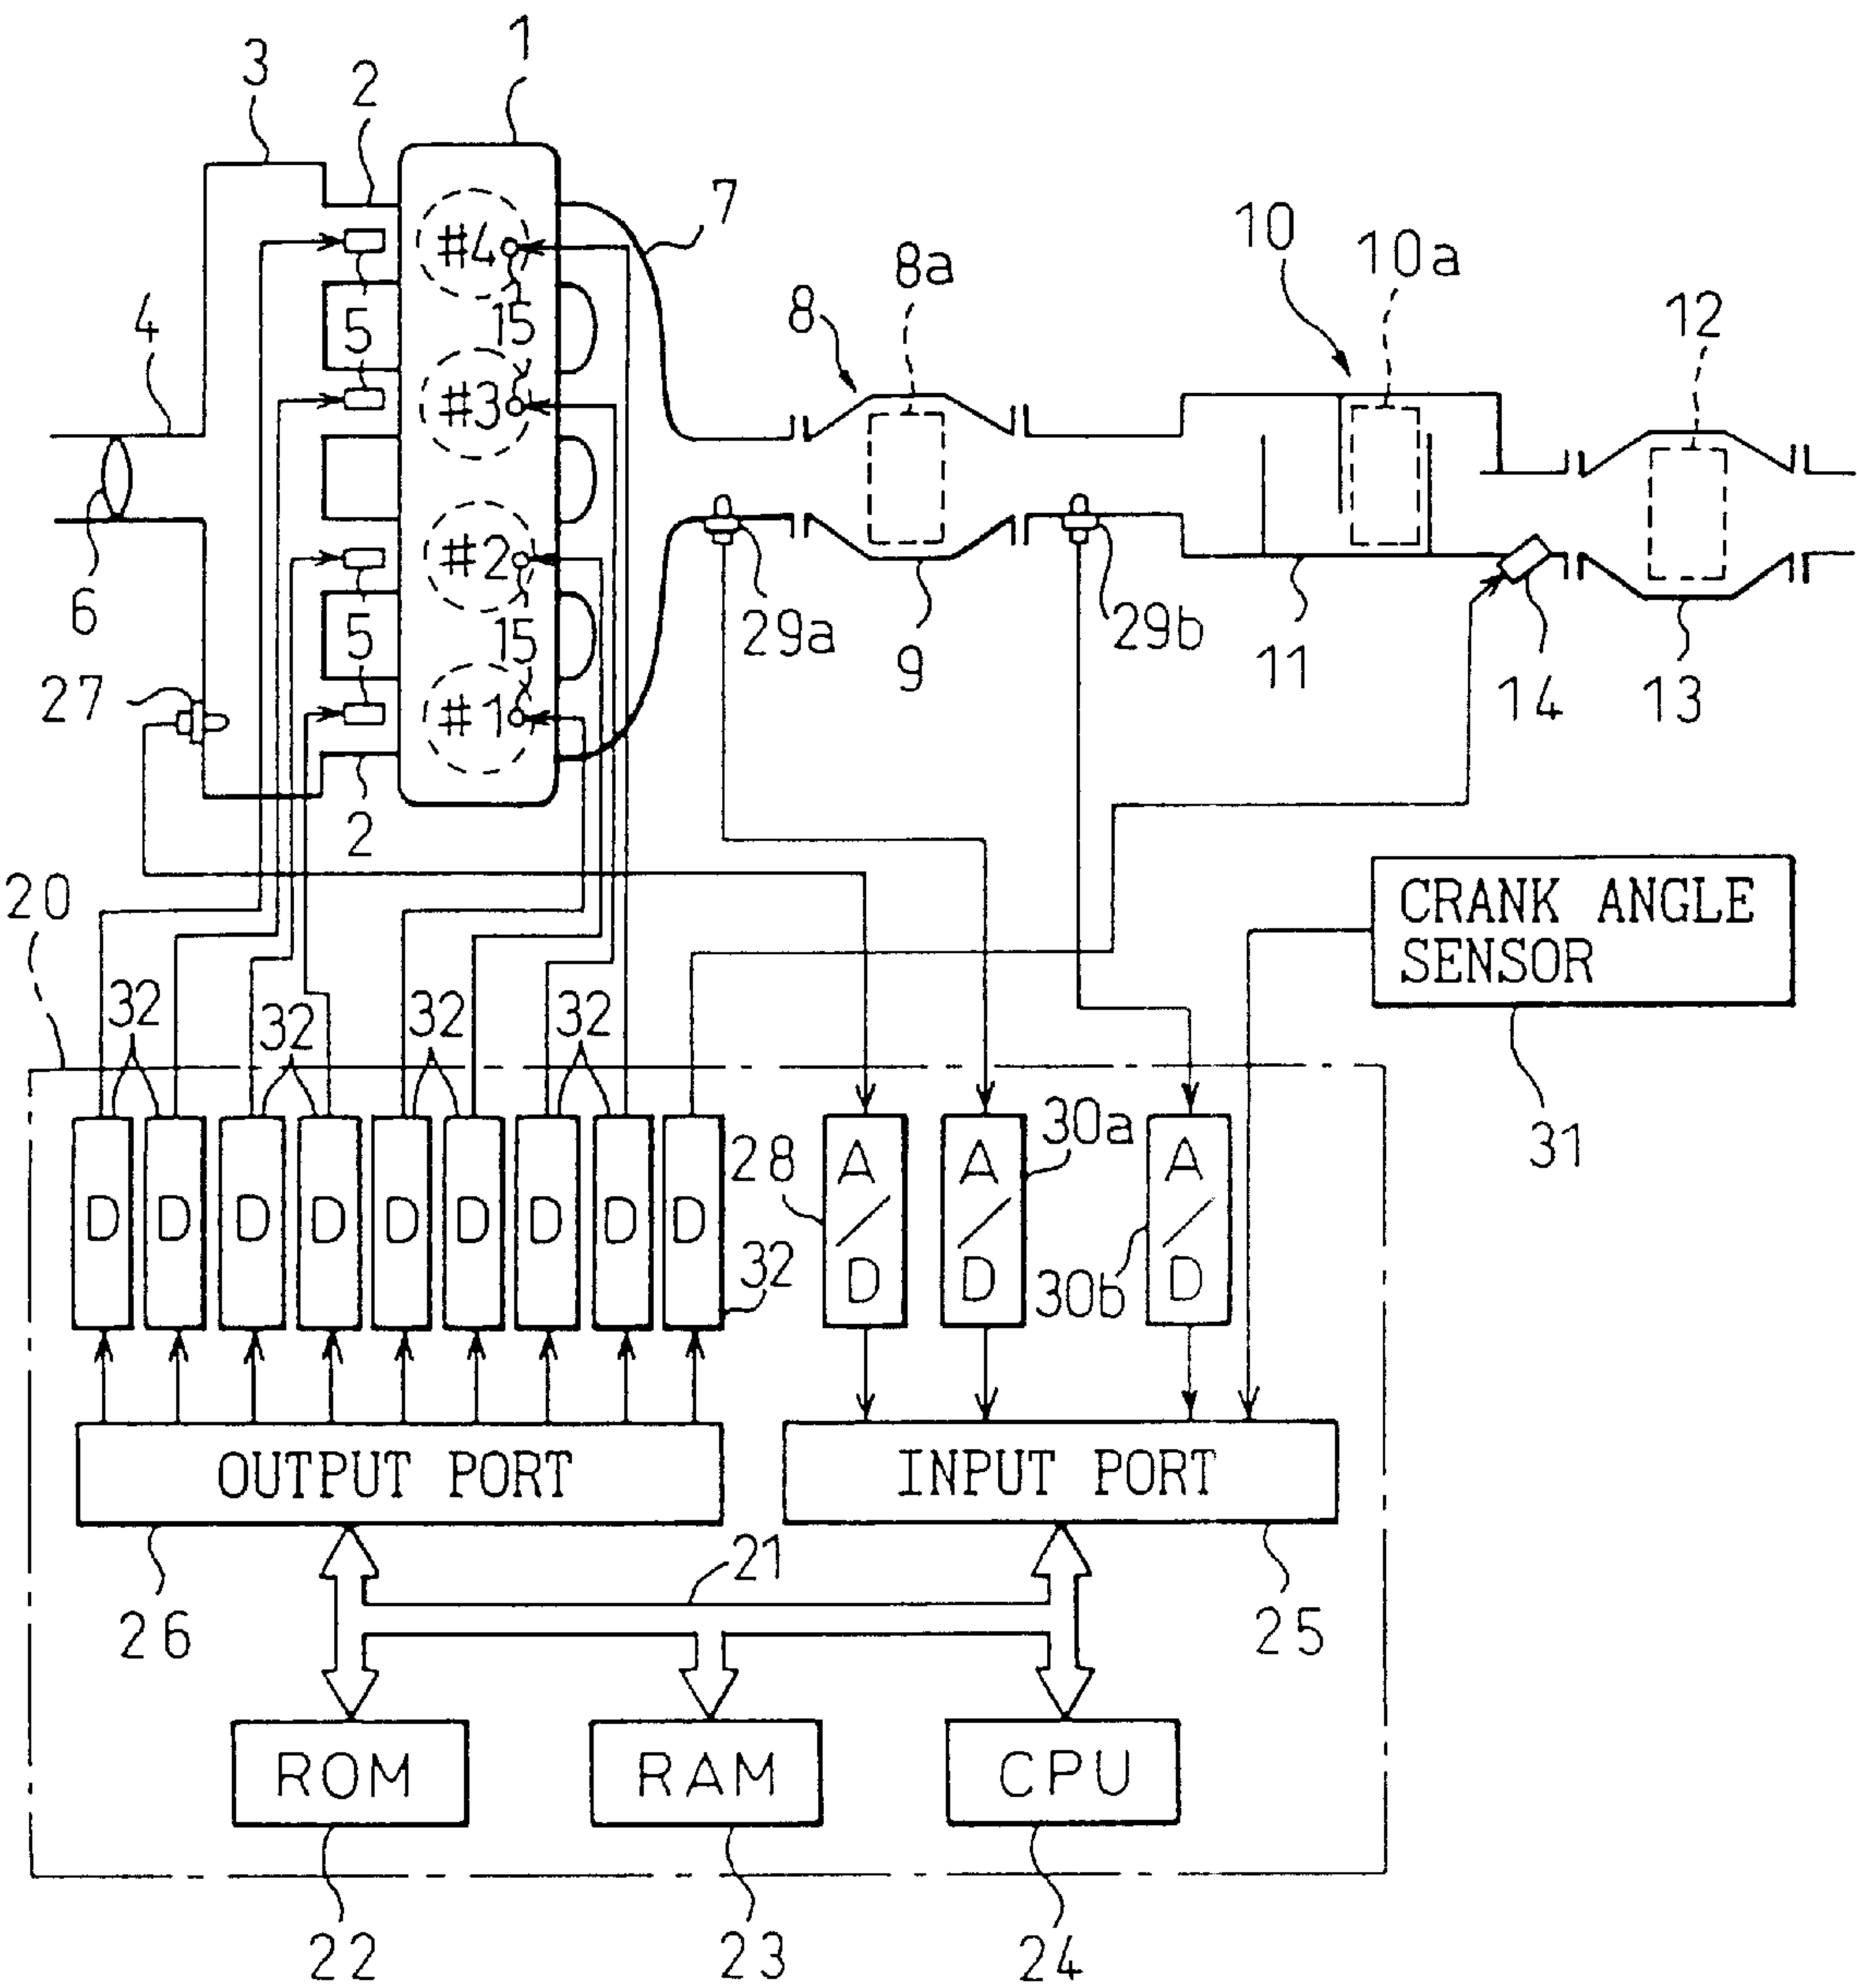 1
3
2
7
#4
8a
10
10a
12
4
5
15
8
#3
6
#2
29a
29b
5
15
9
11
14
13
27
#1
2
20
CRANK ANGLE
SENSOR
32 32 32 32
31
D D D D D D D D D
28
A/D
A/D
30a
A/D
30b
32
OUTPUT PORT
INPUT PORT
21
26
25
ROM
RAM
CPU
22
23
24